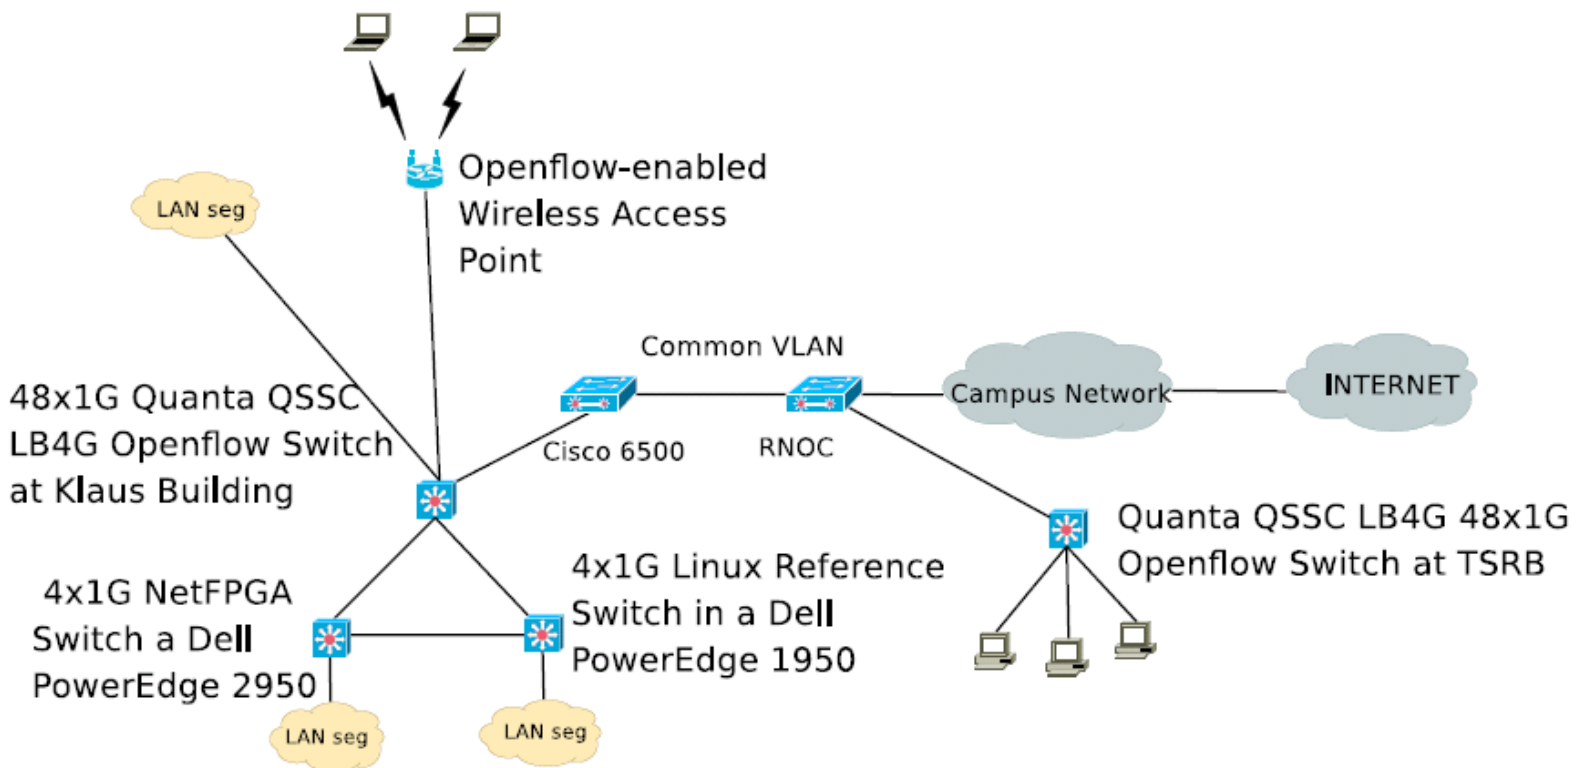 LAN seg
Openflow-enabled
Wireless Access
Point
Common VLAN
Campus Network
INTERNET
48x1G Quanta QSSC
LB4G Openflow Switch
at Klaus Building
Cisco 6500
RNOC
Quanta QSSC LB4G 48x1G
Openflow Switch at TSRB
4x1G NetFPGA
Switch a Dell
PowerEdge 2950
4x1G Linux Reference
Switch in a Dell
PowerEdge 1950
LAN seg
LAN seg